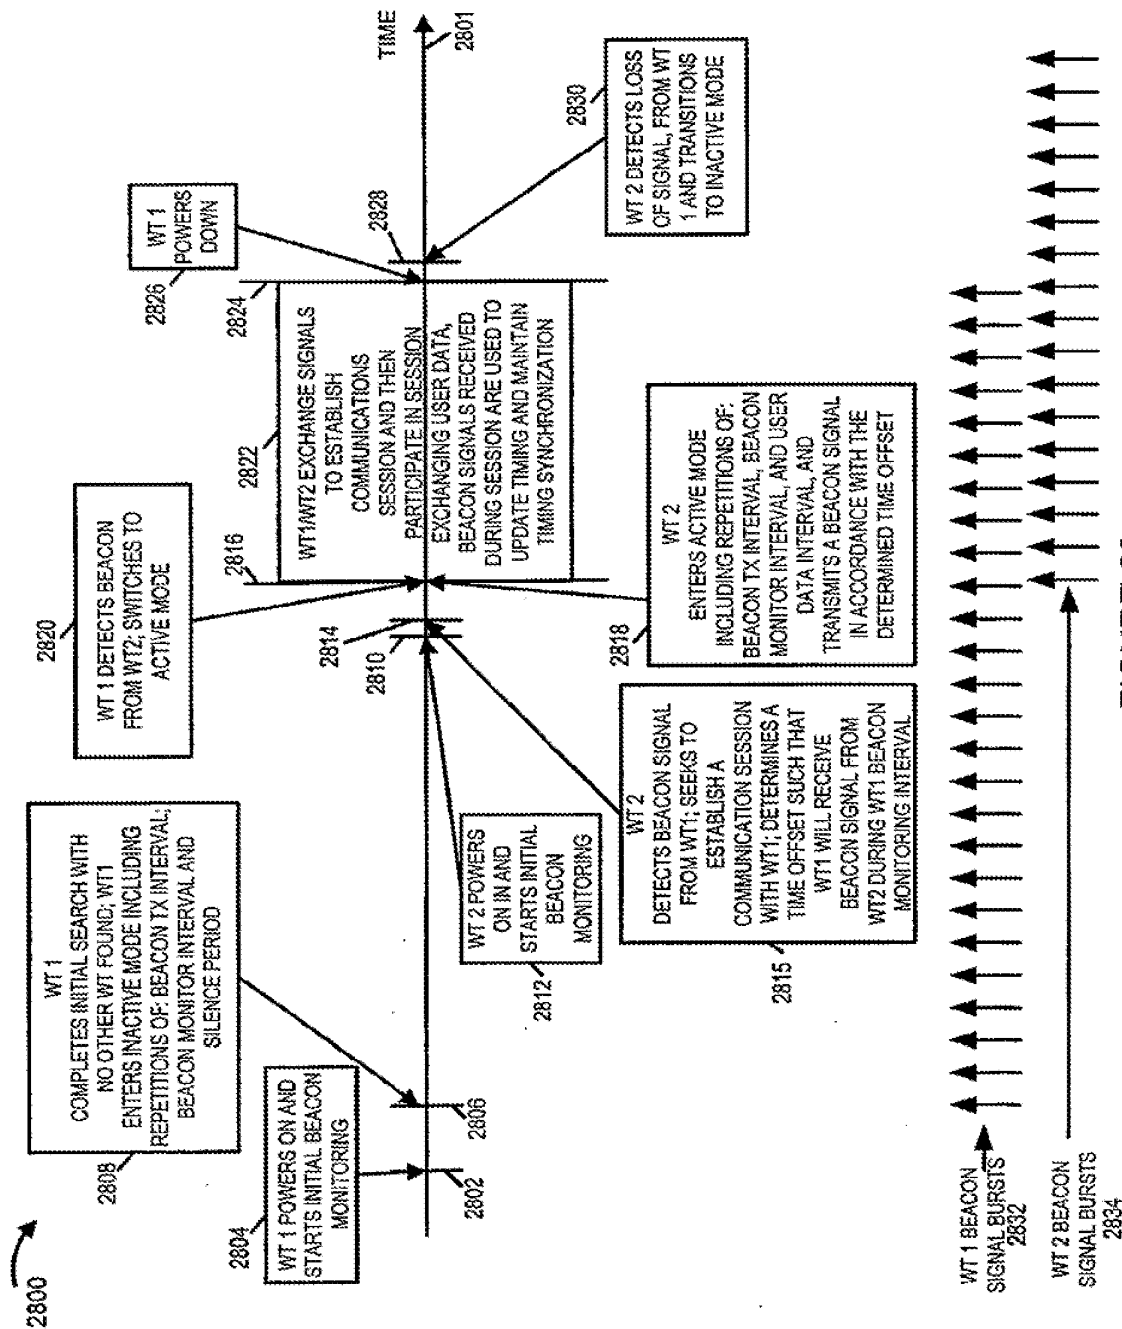 2800
WT 1
COMPLETES INITIAL SEARCH WITH
NO OTHER WT FOUND; WT1
ENTERS INACTIVE MODE INCLUDING
REPETITIONS OF: BEACON TX INTERVAL;
BEACON MONITOR INTERVAL AND
SILENCE PERIOD
2808
WT 1 POWERS ON AND
STARTS INITIAL BEACON
MONITORING
2804
2802
2806
WT 2 POWERS
ON IN AND
STARTS INITIAL
BEACON
MONITORING
2812
2810
2814
WT 2
DETECTS BEACON SIGNAL
FROM WT1; SEEKS TO
ESTABLISH A
COMMUNICATION SESSION
WITH WT1; DETERMINES A
TIME OFFSET SUCH THAT
WT1 WILL RECEIVE
BEACON SIGNAL FROM
WT2 DURING WT1 BEACON
MONITORING INTERVAL
2815
WT 1 DETECTS BEACON
FROM WT2; SWITCHES TO
ACTIVE MODE
2820
2816
WT 2
ENTERS ACTIVE MODE
INCLUDING REPETITIONS OF:
BEACON TX INTERVAL, BEACON
MONITOR INTERVAL, AND USER
DATA INTERVAL, AND
TRANSMITS A BEACON SIGNAL
IN ACCORDANCE WITH THE
DETERMINED TIME OFFSET
2818
WT1/WT2 EXCHANGE SIGNALS
TO ESTABLISH
COMMUNICATIONS
SESSION AND THEN
PARTICIPATE IN SESSION
EXCHANGING USER DATA,
BEACON SIGNALS RECEIVED
DURING SESSION ARE USED TO
UPDATE TIMING AND MAINTAIN
TIMING SYNCHRONIZATION
2822
2824
WT 1
POWERS
DOWN
2826
2828
WT 2 DETECTS LOSS
OF SIGNAL, FROM WT
1 AND TRANSITIONS
TO INACTIVE MODE
2830
TIME
2801
WT 1 BEACON
SIGNAL BURSTS
2832
WT 2 BEACON
SIGNAL BURSTS
2834